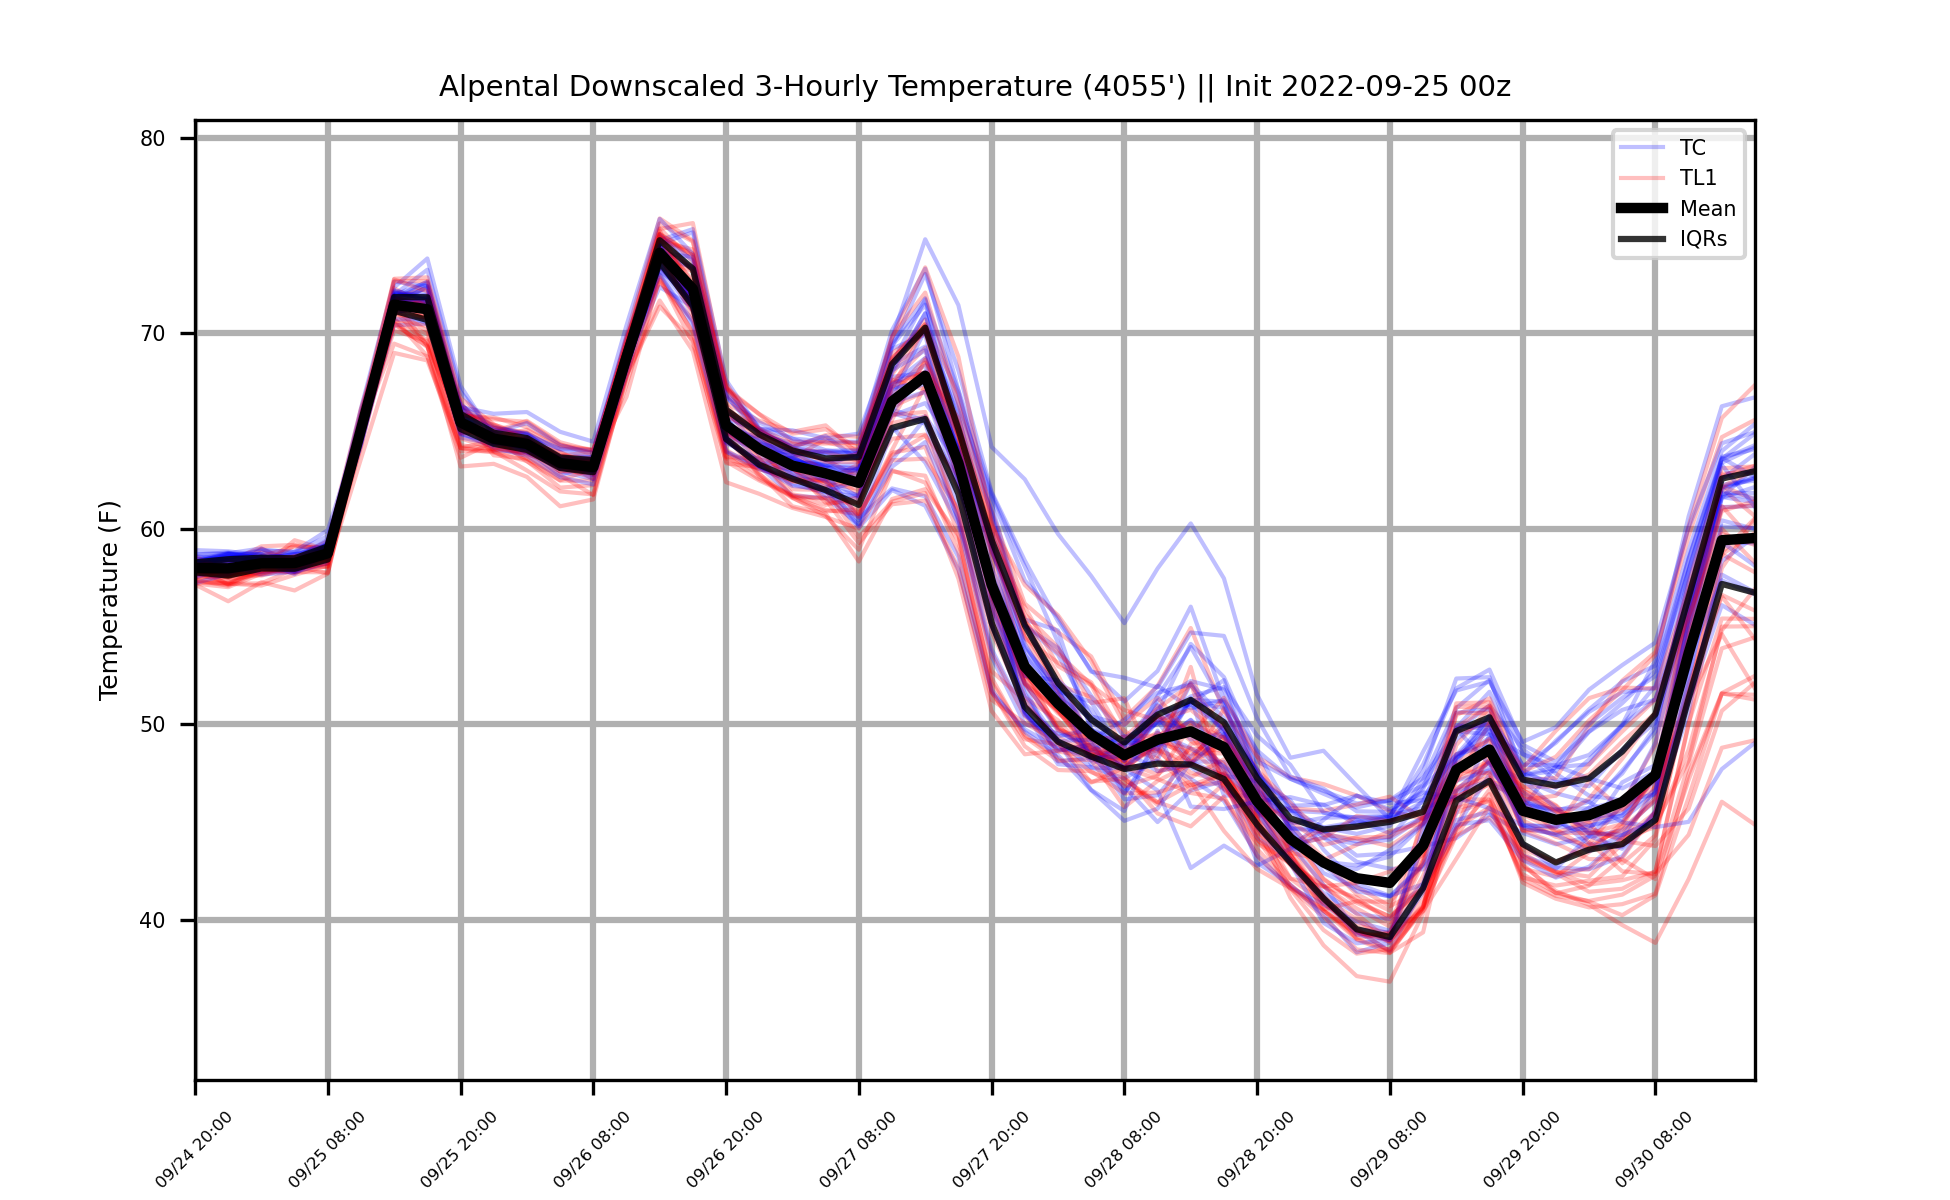 Alpental Downscaled 3-Hourly Temperature (4055') || Init 2022-09-25 00z
TC
TL1
Mean
IQRs
Temperature (F)
80
70
60
50
40
09/24 20:00
09/25 08:00
09/25 20:00
09/26 08:00
09/26 20:00
09/27 08:00
09/27 20:00
09/28 08:00
09/28 20:00
09/29 08:00
09/29 20:00
09/30 08:00